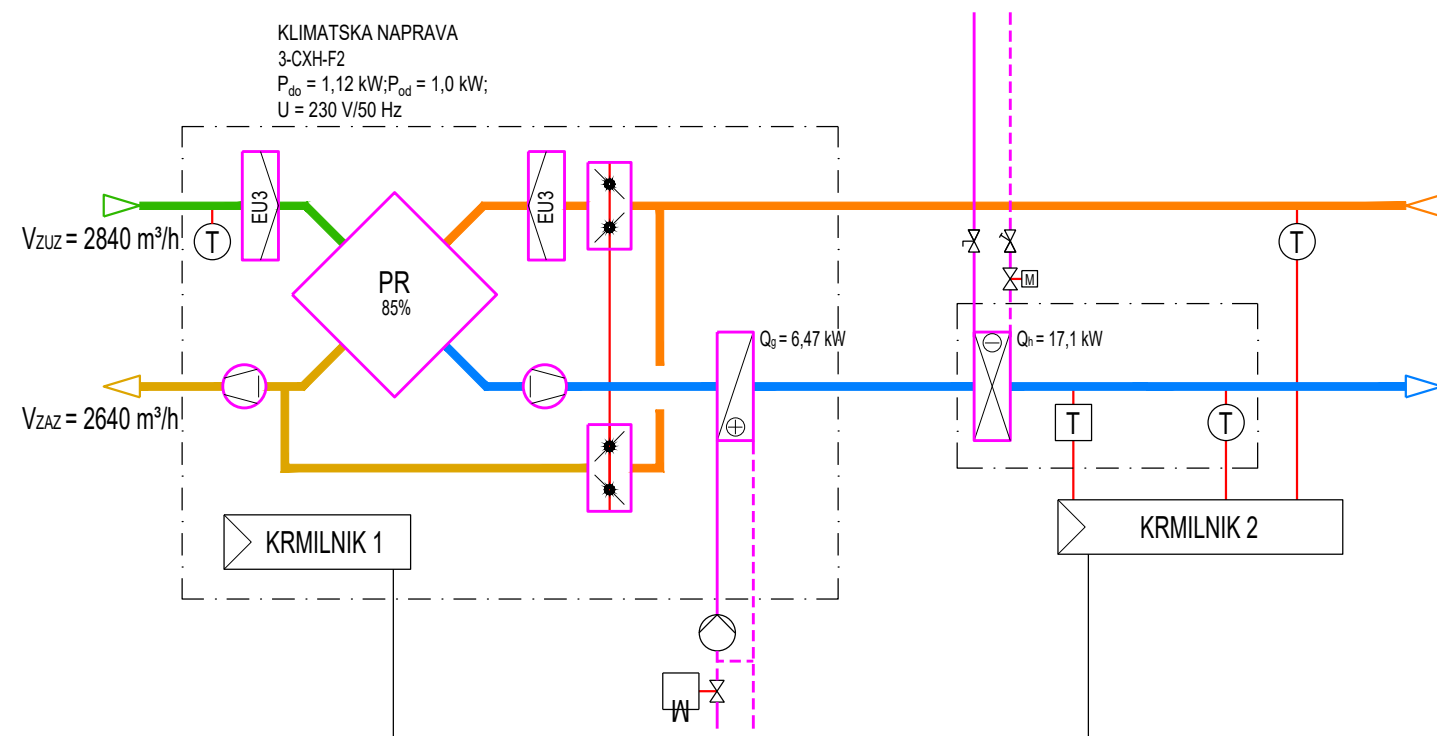 KLIMATSKA NAPRAVA
3-CXH-F2
Pdo = 1,12 kW;Pod = 1,0 kW;
U = 230 V/50 Hz
EU3
EU3
VZUZ = 2840 m³/h
T
T
PR
85%
M
Qg = 6,47 kW
Qh = 17,1 kW
VZAZ = 2640 m³/h
T
T
KRMILNIK 1
KRMILNIK 2
M